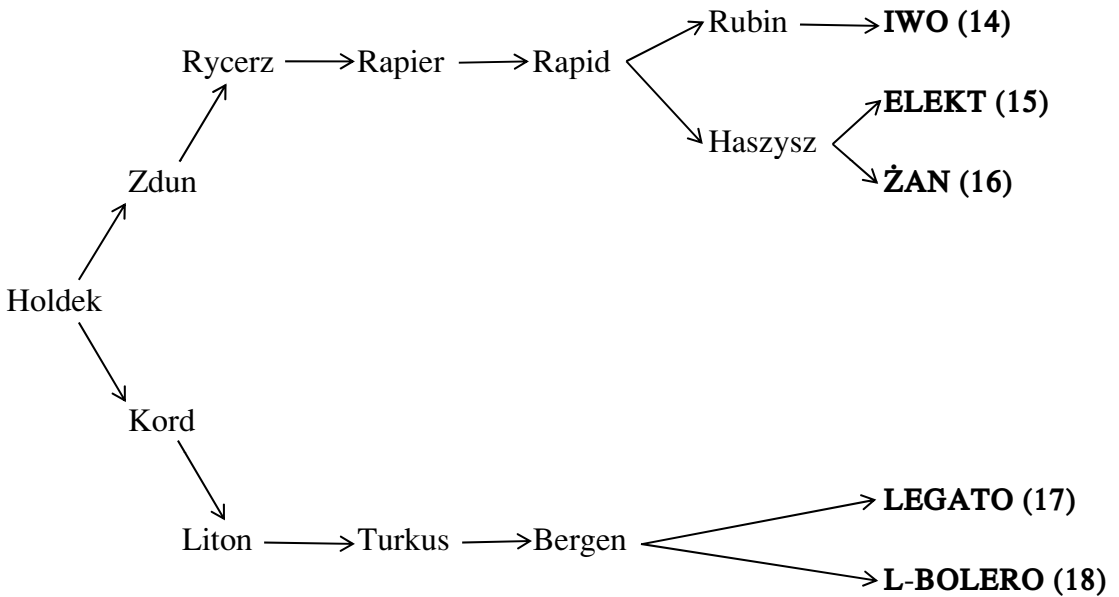 Rubin
IWO (14)
Rycerz
Rapier
Rapid
ELEKT (15)
Haszysz
ŻAN (16)
Zdun
Holdek
Kord
LEGATO (17)
Liton
Turkus
Bergen
L-BOLERO (18)